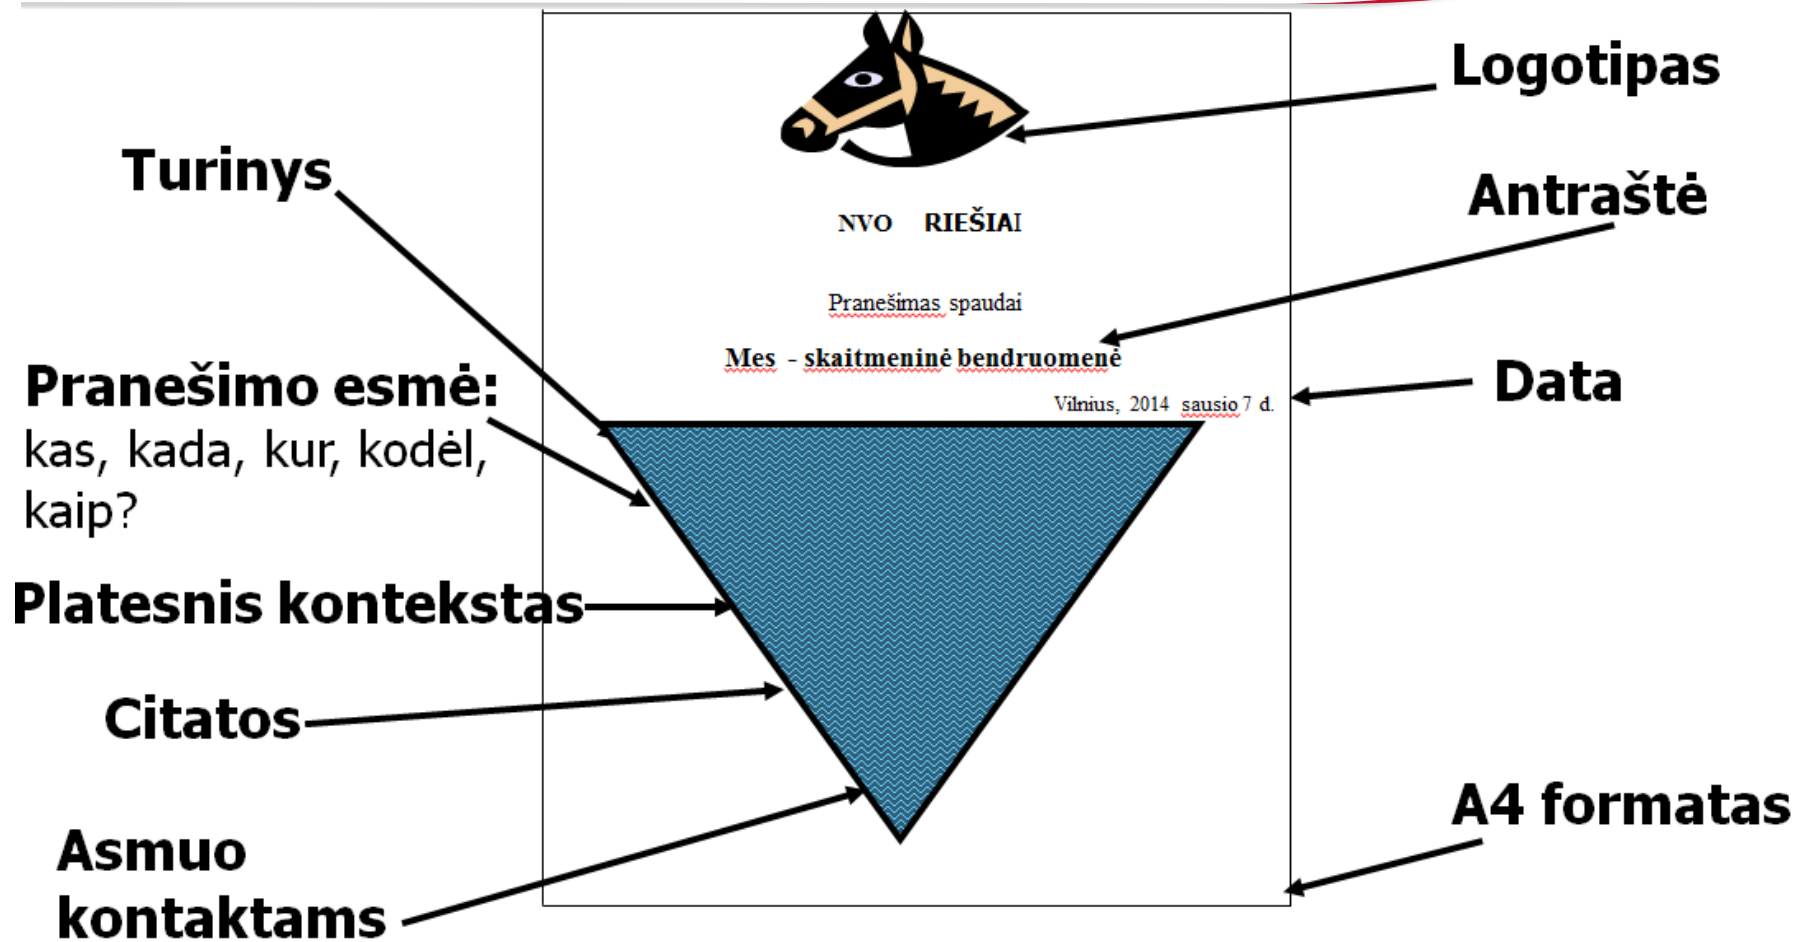 Logotipas
Turinys
Antraštė
NVO RIEŠIAI
Pranešimas spaudai
Mes - skaitmeninė bendruomenė
Data
Vilnius, 2014 sausio 7 d.
Pranešimo esmė:
kas, kada, kur, kodėl,
kaip?
Platesnis kontekstas
Citatos
A4 formatas
Asmuo
kontaktams